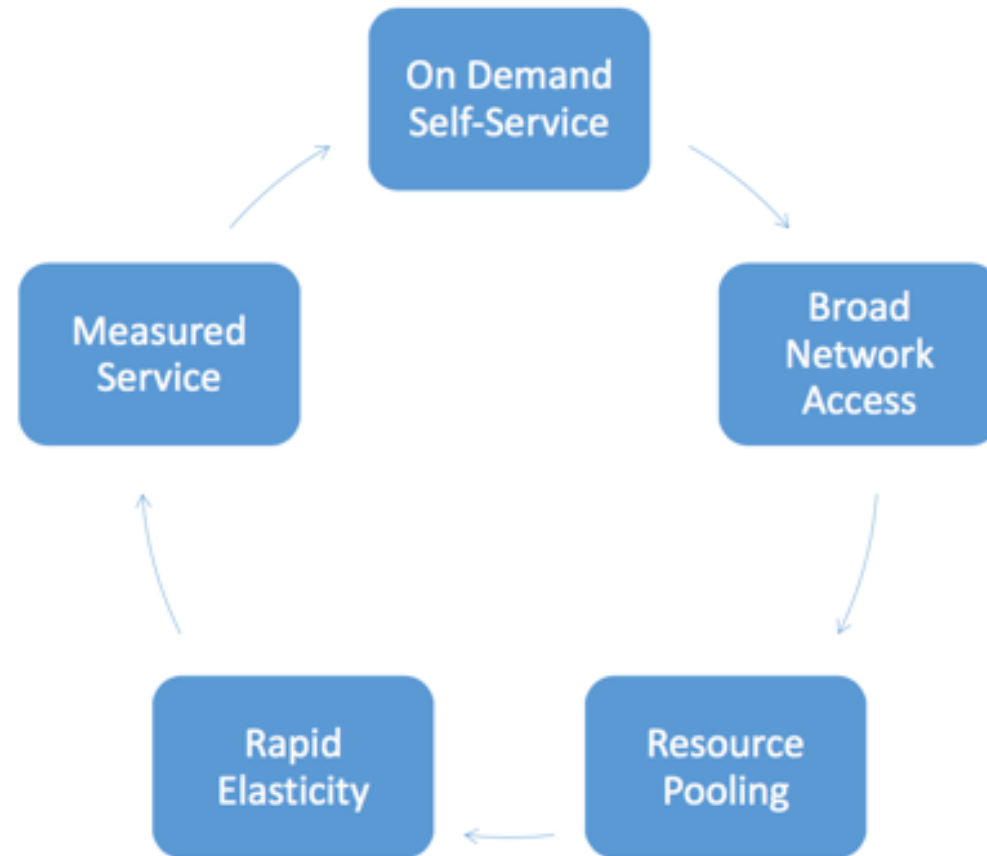 On Demand
Self-Service
Broad
Network
Access
Resource
Pooling
Rapid
Elasticity
Measured
Service